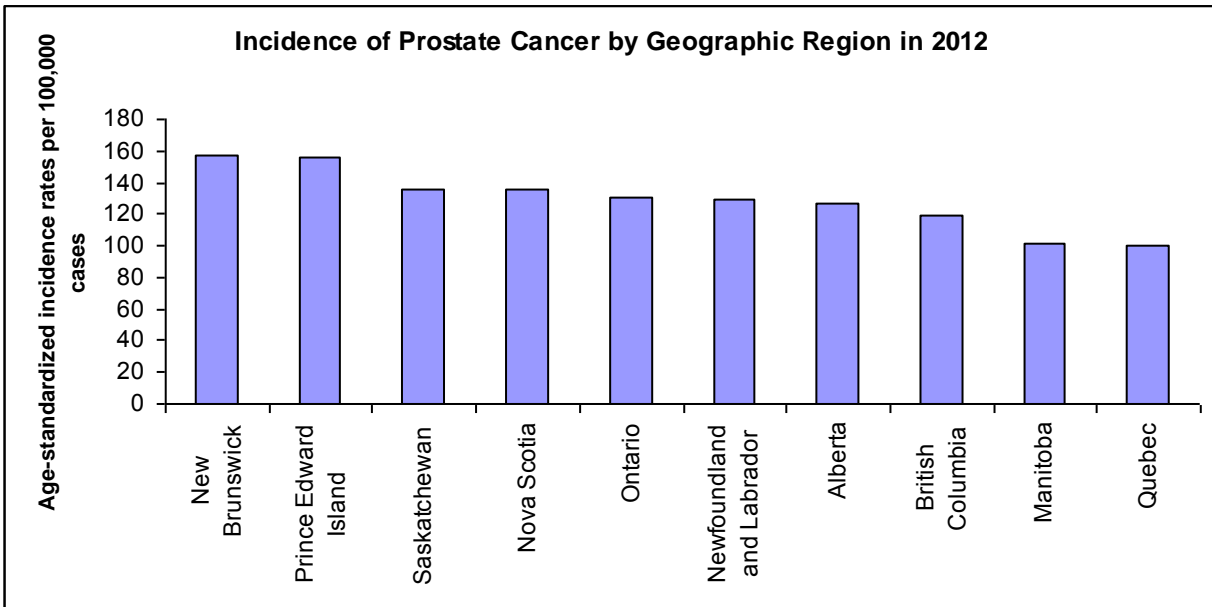 Incidence of Prostate Cancer by Geographic Region in 2012
Age-standardized incidence rates per 100,000
cases
180
160
140
120
100
80
60
40
20
0
New
Brunswick
Prince Edward
Island
Saskatchewan
Nova Scotia
Ontario
Newfoundland
and Labrador
Alberta
British
Columbia
Manitoba
Quebec